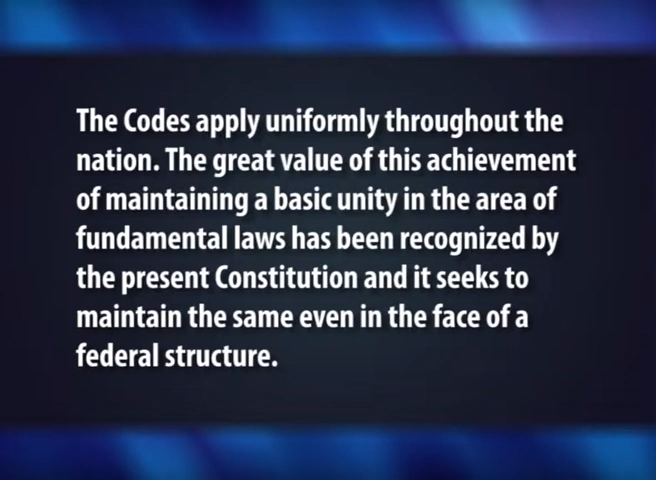 The Codes apply uniformly throughout the
nation. The great value of this achievement
of maintaining a basic unity in the area of
fundamental laws has been recognized by
the present Constitution and it seeks to
maintain the same even in the face of a
federal structure.